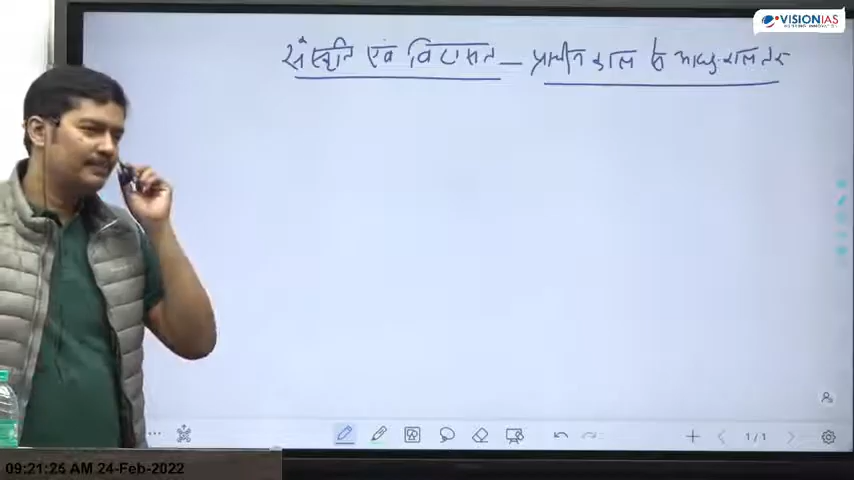 VISIONIAS
संस्कृति एवं विरासत – प्राचीन काल से आधु.काल तक
1/1
09:21:26 AM 24-Feb-2022